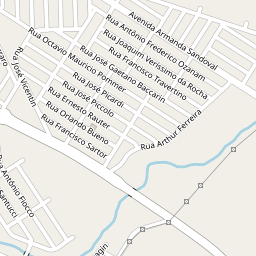 Avenida Armanda Sandoval
Rua Antônio Frederico Ozanam
Rua Joaquim Veríssimo da Rocha
Rua Octavio Maurício Pommer
Rua Francisco Travertino
Rua José Gaetano Baccarin
Rua José Picardi
Rua José Piccolo
Rua Ernesto Rauter
Rua Orlando Bueno
Rua Francisco Sartor
Rua José Vicentin
Rua Arthur Ferreira
Rua Antônio Fiocco
Santucci